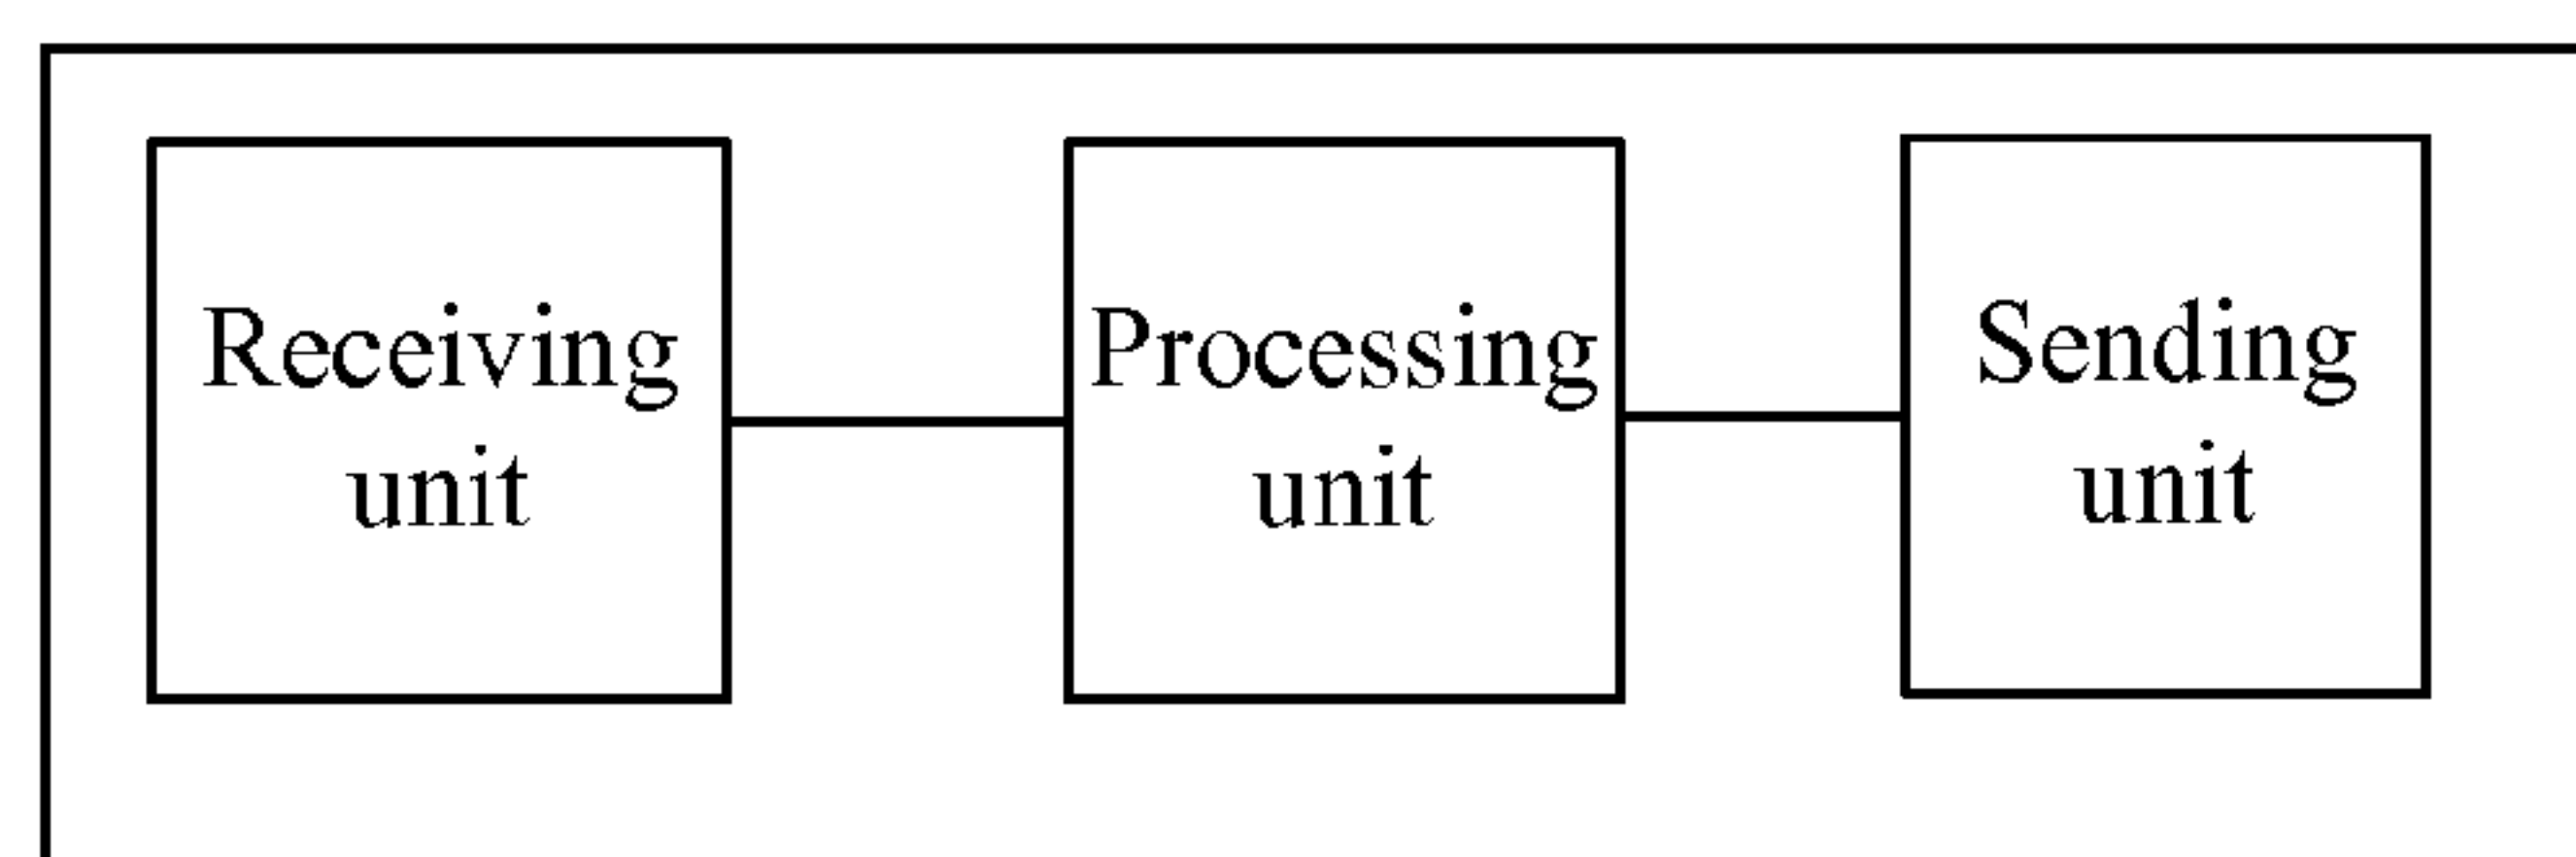 Receiving
unit
Processing
unit
Sending
unit